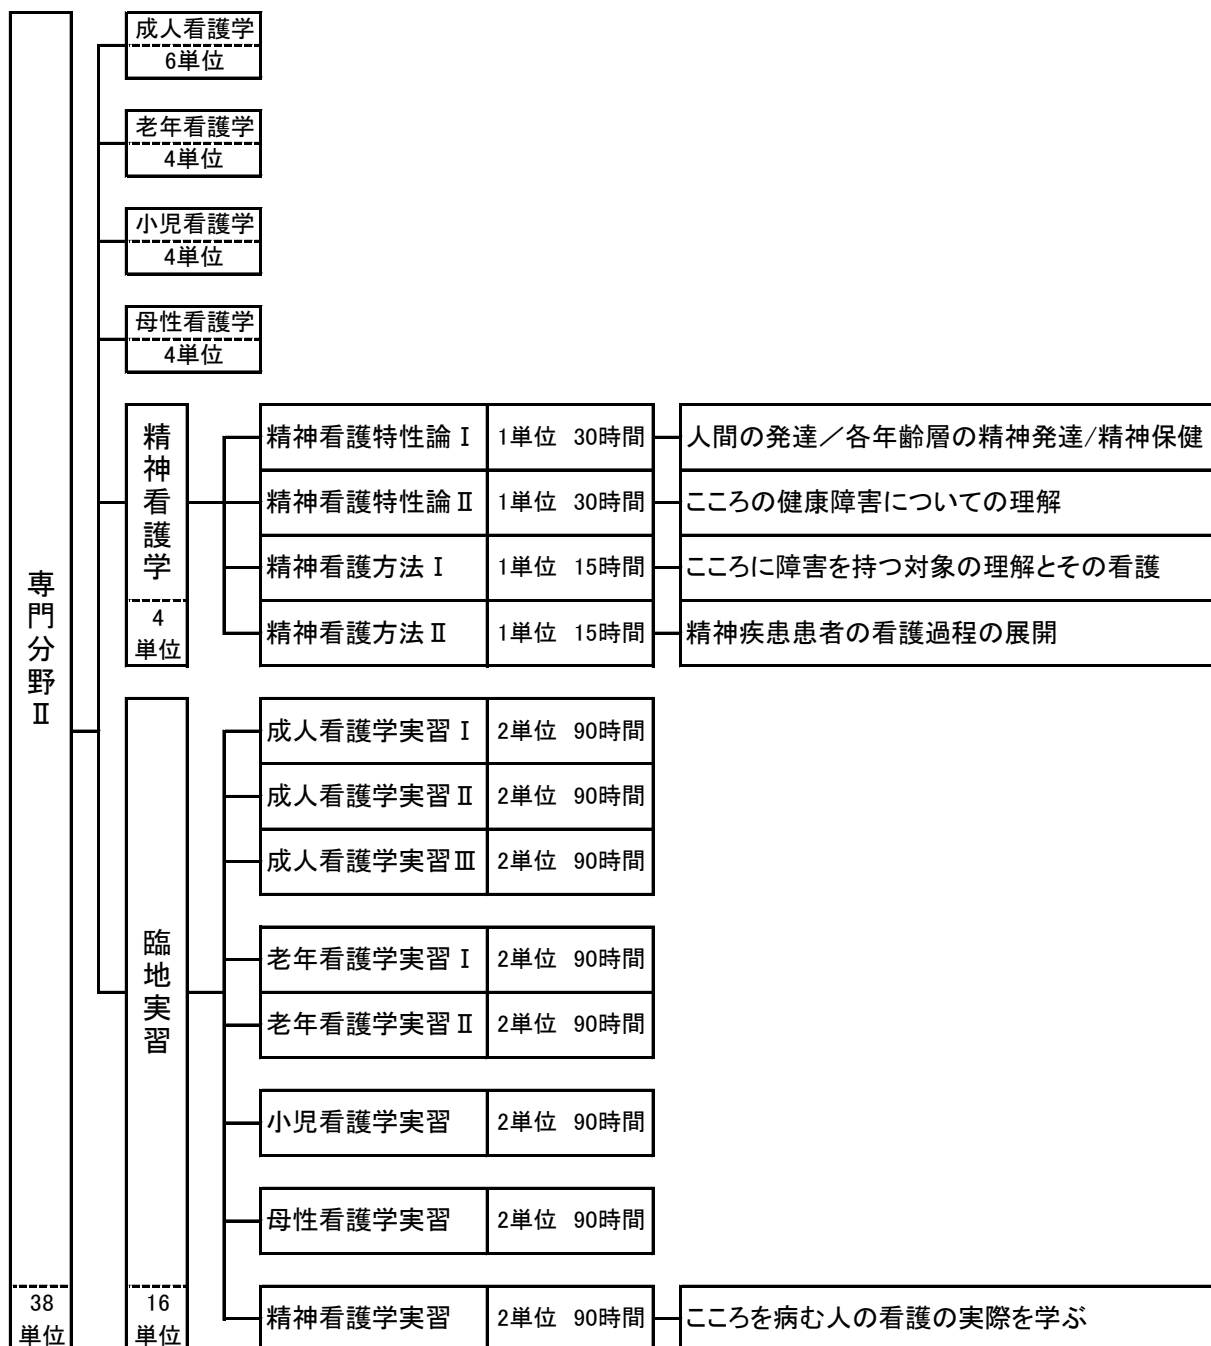 専門分野Ⅱ
38
単位
成人看護学
6単位
老年看護学
4単位
小児看護学
4単位
母性看護学
4単位
精神看護学
4
単位
精神看護特性論Ⅰ 1単位 30時間 人間の発達／各年齢層の精神発達/精神保健
精神看護特性論Ⅱ 1単位 30時間 こころの健康障害についての理解
精神看護方法Ⅰ 1単位 15時間 こころに障害を持つ対象の理解とその看護
精神看護方法Ⅱ 1単位 15時間 精神疾患患者の看護過程の展開
臨地実習
16
単位
成人看護学実習Ⅰ 2単位 90時間
成人看護学実習Ⅱ 2単位 90時間
成人看護学実習Ⅲ 2単位 90時間
老年看護学実習Ⅰ 2単位 90時間
老年看護学実習Ⅱ 2単位 90時間
小児看護学実習 2単位 90時間
母性看護学実習 2単位 90時間
精神看護学実習 2単位 90時間 こころを病む人の看護の実際を学ぶ